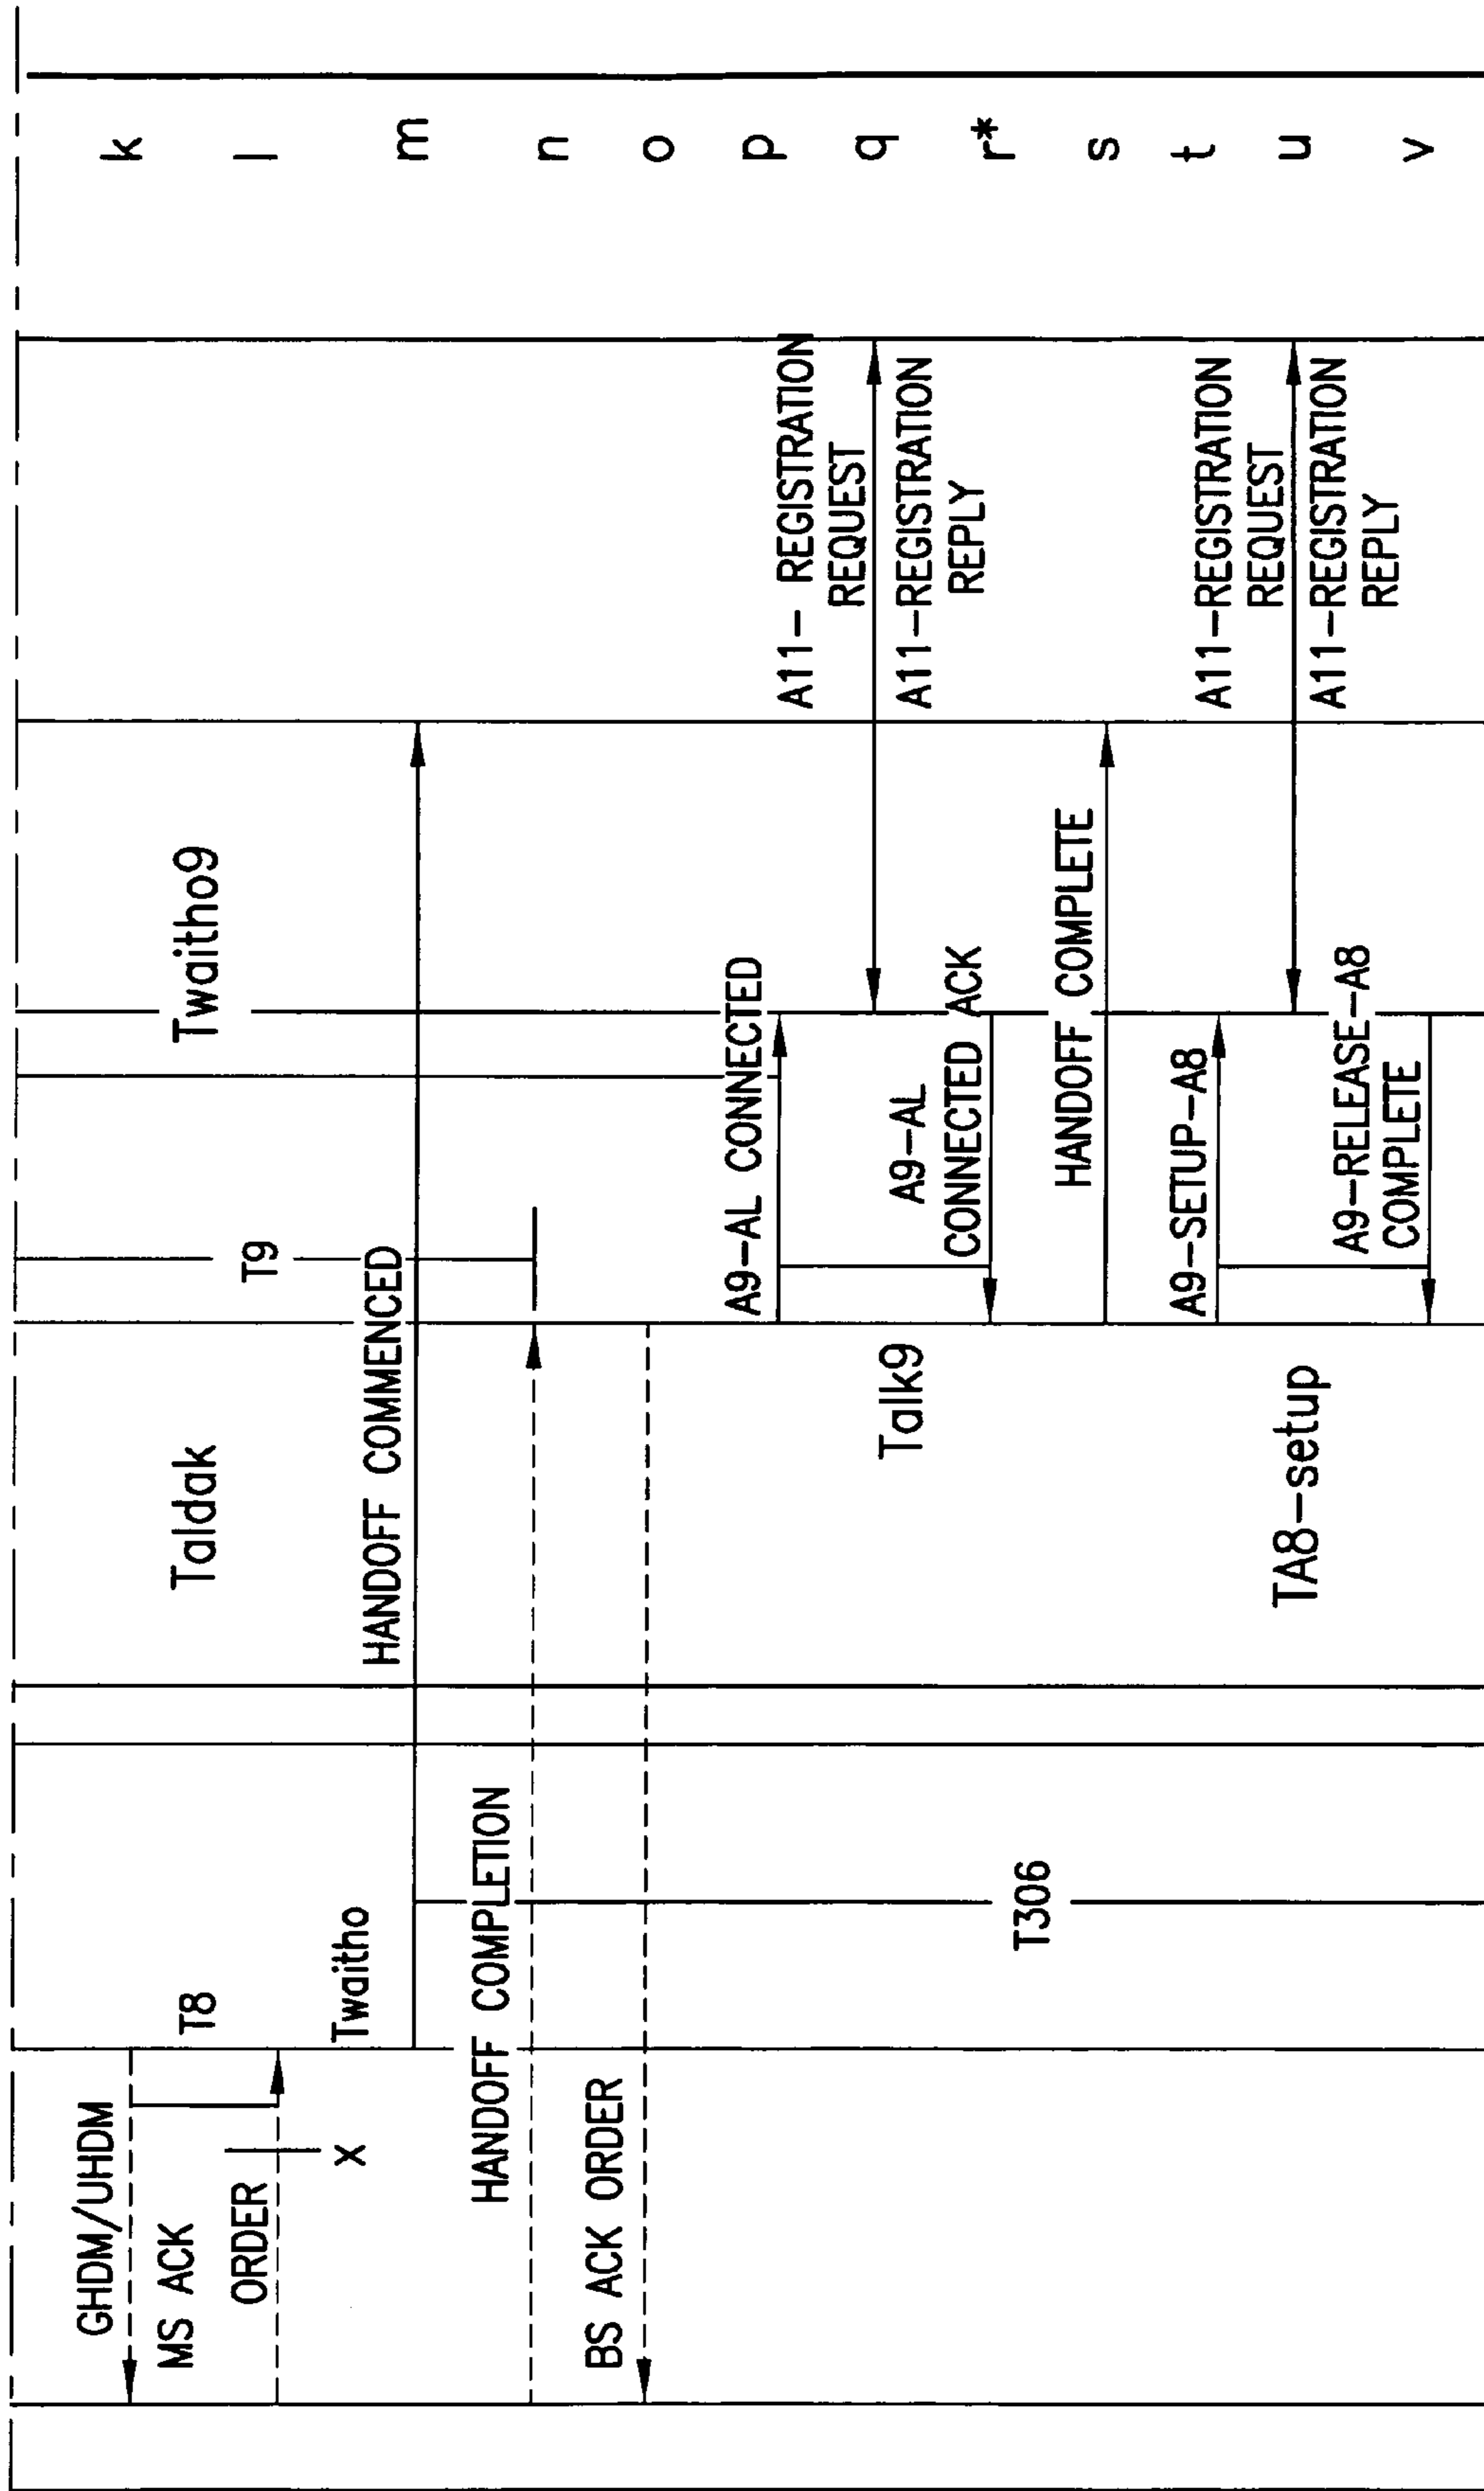 GHDM/UHDM
k
T8
Taldak
Twaitho9
MS ACK
ORDER
T9
l
x
Twaitho
HANDOFF COMMENCED
m
HANDOFF COMPLETION
n
BS ACK ORDER
o
A9-AL CONNECTED
p
A11- REGISTRATION
REQUEST
q
A11-REGISTRATION
REPLY
Talk9
A9-AL
CONNECTED ACK
r*
T306
HANDOFF COMPLETE
s
A9-SETUP-A8
t
A11-REGISTRATION
REQUEST
u
A11-REGISTRATION
REPLY
TA8-setup
A9-RELEASE-A8
COMPLETE
v